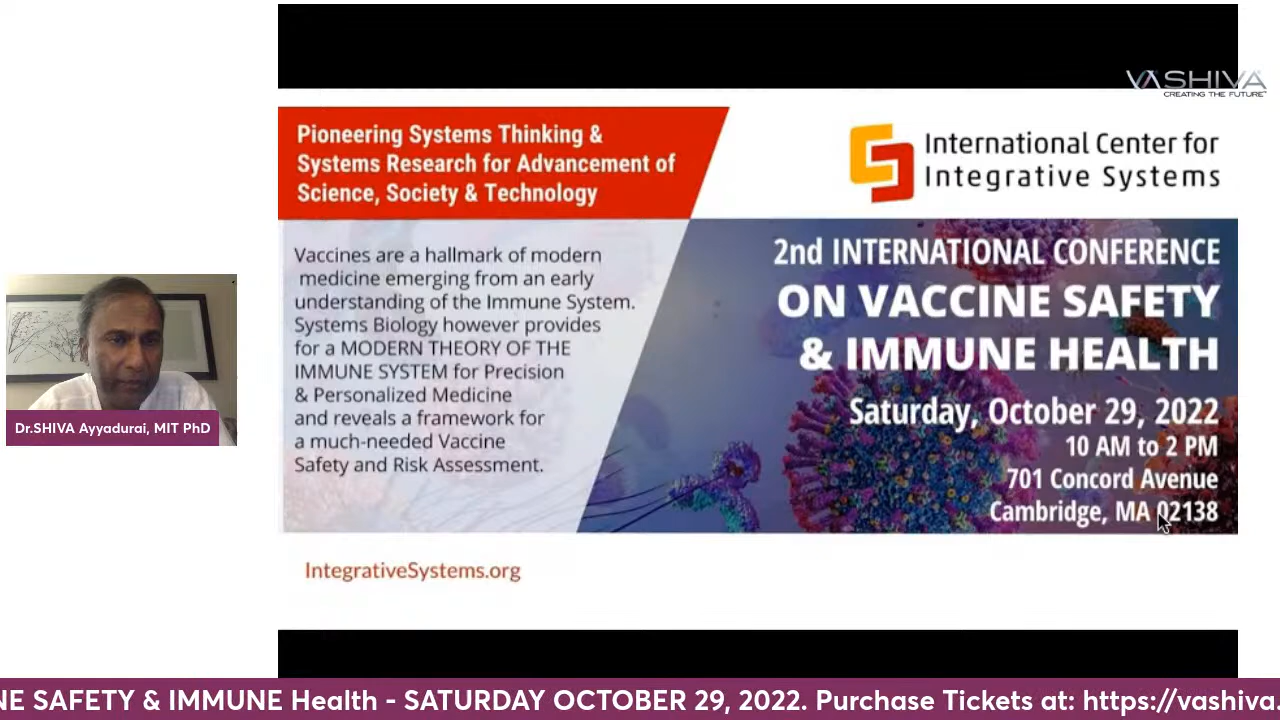 VASHIVA
CREATING THE FUTURE™
Pioneering Systems Thinking &
Systems Research for Advancement of
Science, Society & Technology
International Center for
Integrative Systems
Vaccines are a hallmark of modern
medicine emerging from an early
understanding of the Immune System.
Systems Biology however provides
for a MODERN THEORY OF THE
IMMUNE SYSTEM for Precision
& Personalized Medicine
and reveals a framework for
a much-needed Vaccine
Safety and Risk Assessment.
2nd INTERNATIONAL CONFERENCE
ON VACCINE SAFETY
& IMMUNE HEALTH
Saturday, October 29, 2022
10 AM to 2 PM
701 Concord Avenue
Cambridge, MA 02138
Dr.SHIVA Ayyadurai, MIT PhD
IntegrativeSystems.org
NE SAFETY & IMMUNE Health - SATURDAY OCTOBER 29, 2022. Purchase Tickets at: https://vashiva.